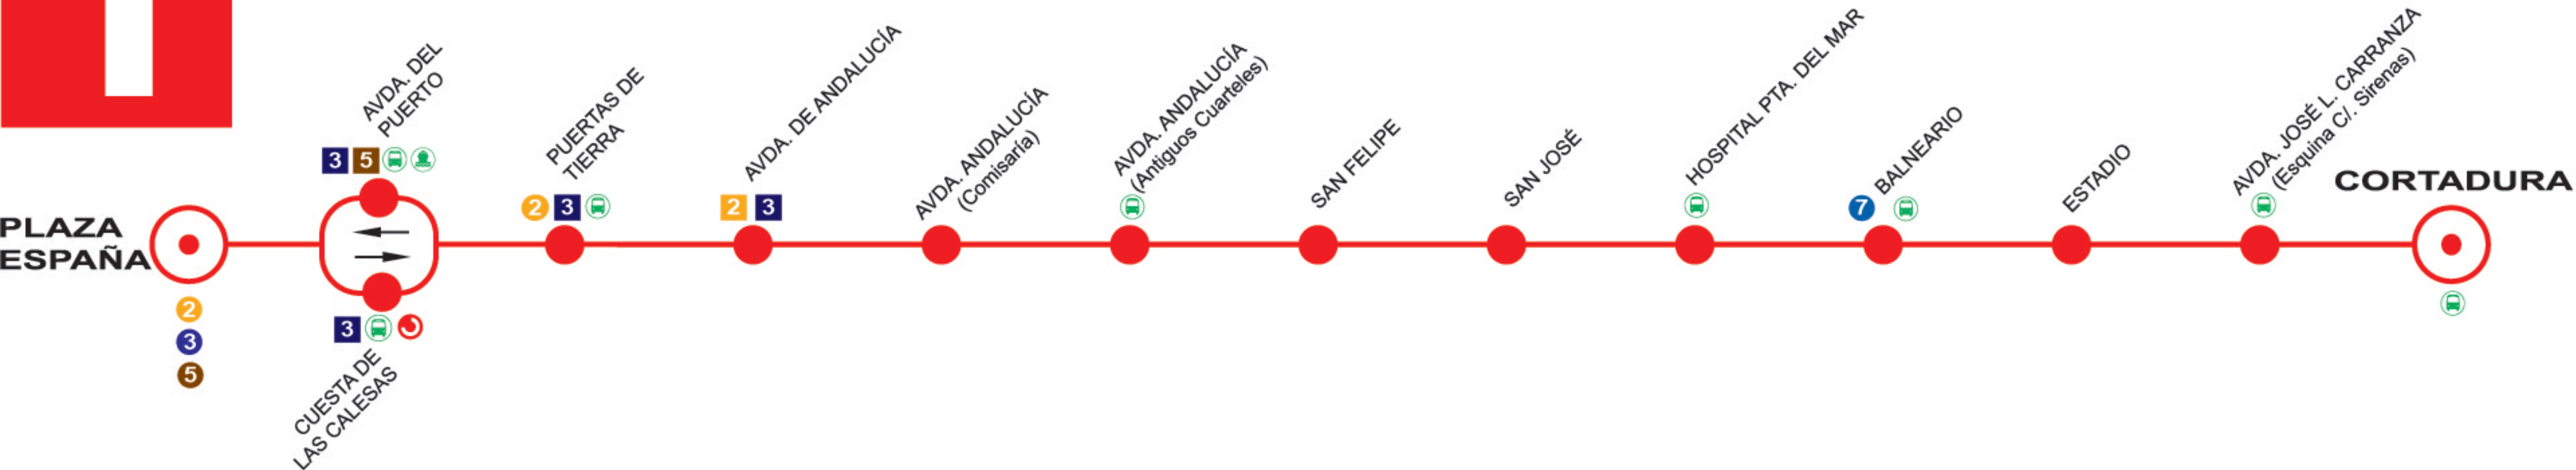 1
PLAZA
ESPAÑA
2
3
5
AVDA. DEL
PUERTO
3 5
3
CUESTA DE
LAS CALESAS
PUERTAS DE
TIERRA
2 3
AVDA. DE ANDALUCÍA
2 3
AVDA. ANDALUCÍA
(Comisaría)
AVDA. ANDALUCÍA
(Antiguos Cuarteles)
SAN FELIPE
SAN JOSÉ
HOSPITAL PTA. DEL MAR
BALNEARIO
7
ESTADIO
AVDA. JOSÉ L. CARRANZA
(Esquina C/. Sirenas)
CORTADURA